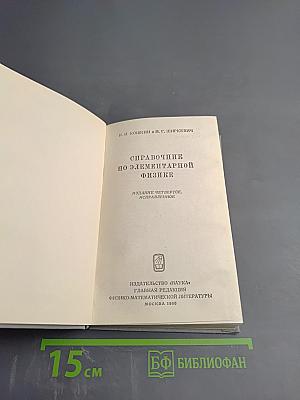 Н. И. КОШКИН и М. Г. ШИРКЕВИЧ
СПРАВОЧНИК
ПО ЭЛЕМЕНТАРНОЙ
ФИЗИКЕ
ИЗДАНИЕ ЧЕТВЕРТОЕ,
ИСПРАВЛЕННОЕ
ИЗДАТЕЛЬСТВО «НАУКА»
ГЛАВНАЯ РЕДАКЦИЯ
ФИЗИКО-МАТЕМАТИЧЕСКОЙ ЛИТЕРАТУРЫ
МОСКВА
15 см
БФ БИБЛИОФАН